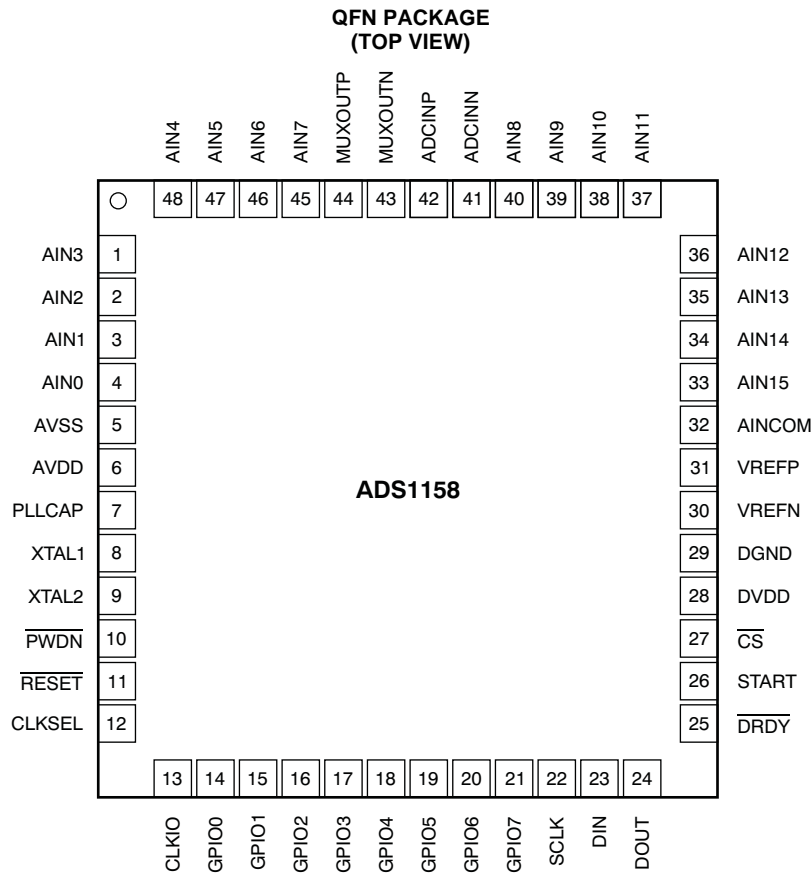 QFN PACKAGE
(TOP VIEW)
AIN4 AIN5 AIN6 AIN7 MUXOUTP MUXOUTN ADCINP ADCINN AIN8 AIN9 AIN10 AIN11
48 47 46 45 44 43 42 41 40 39 38 37
AIN3 1 36 AIN12
AIN2 2 35 AIN13
AIN1 3 34 AIN14
AIN0 4 33 AIN15
AVSS 5 32 AINCOM
AVDD 6 31 VREFP
ADS1158
PLLCAP 7 30 VREFN
XTAL1 8 29 DGND
XTAL2 9 28 DVDD
P̅W̅D̅N̅ 10 27 C̅S̅
R̅E̅S̅E̅T̅ 11 26 START
CLKSEL 12 25 D̅R̅D̅Y̅
13 14 15 16 17 18 19 20 21 22 23 24
CLKIO GPIO0 GPIO1 GPIO2 GPIO3 GPIO4 GPIO5 GPIO6 GPIO7 SCLK DIN DOUT